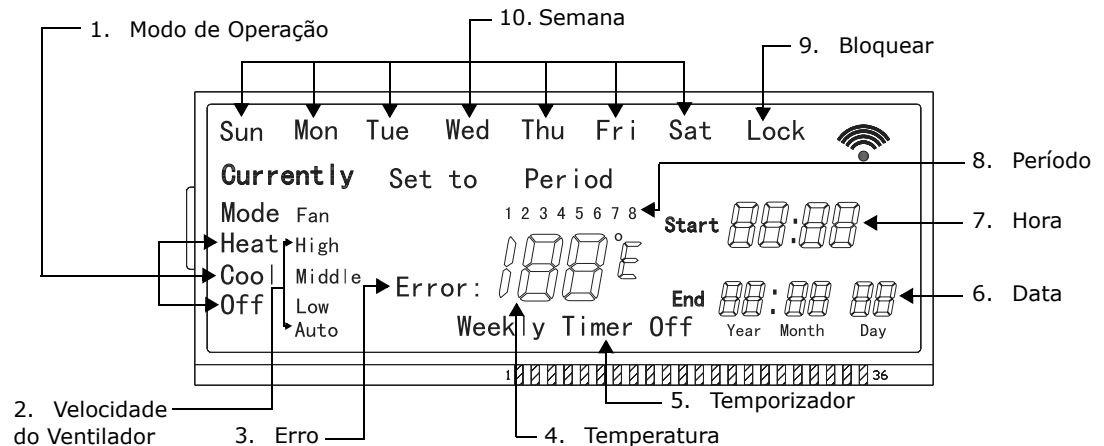 10. Semana
1. Modo de Operação
9. Bloquear
Sun Mon Tue Wed Thu Fri Sat Lock
Currently Set to Period
8. Período
Mode Fan
1 2 3 4 5 6 7 8
Start 88:88
7. Hora
Heat High
188°E
Cool Middle
Error:
Off Low
End 88:88 88
6. Data
Auto
Weekly Timer Off
Year Month Day
1 36
5. Temporizador
2. Velocidade
do Ventilador
3. Erro
4. Temperatura